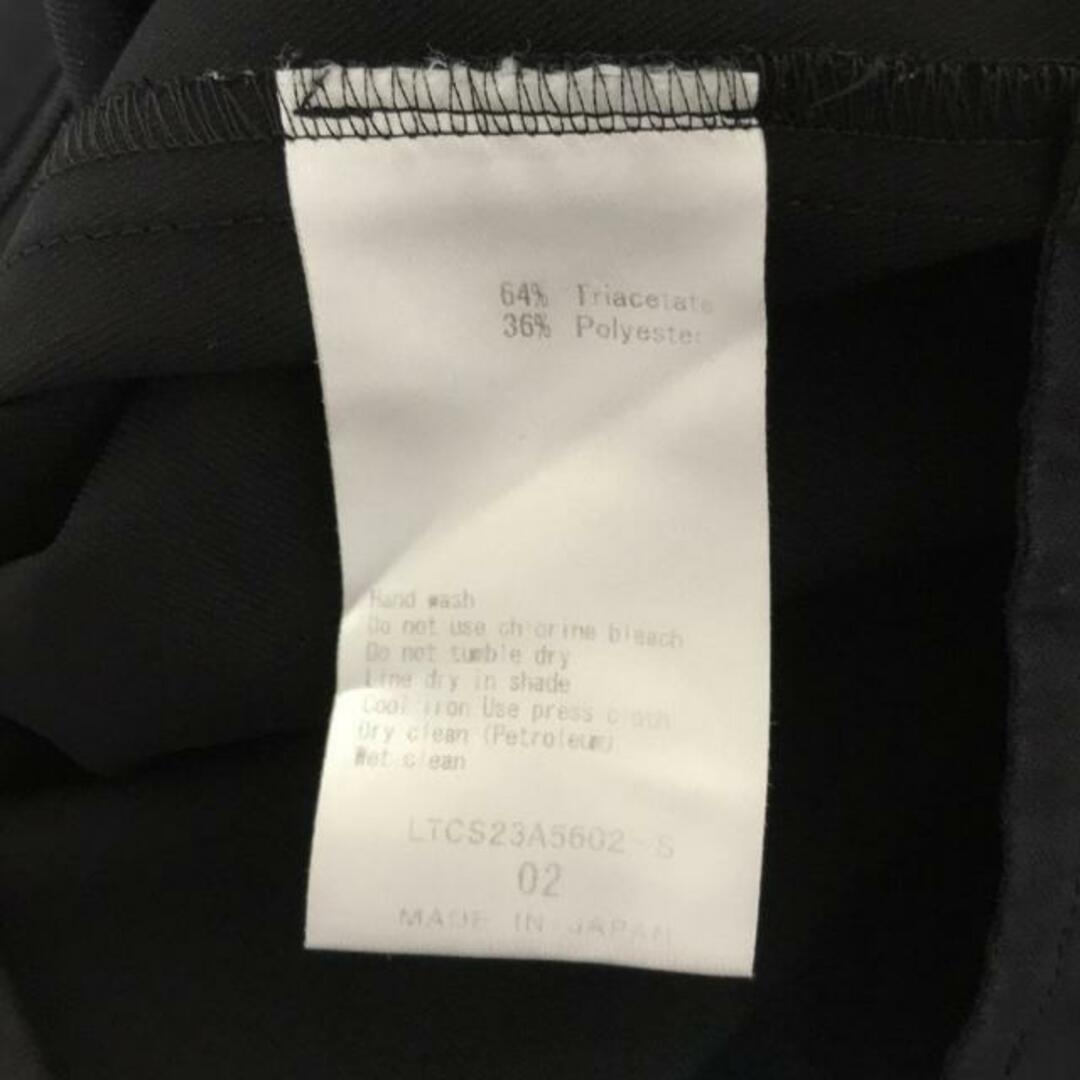 64% Triacetate
36% Polyester
Hand wash
Do not use chlorine bleach
Do not tumble dry
Line dry in shade
Cool iron Use press cloth
Dry clean (Petroleum)
Wet clean
LTCS23A5602-S
02
MADE IN JAPAN